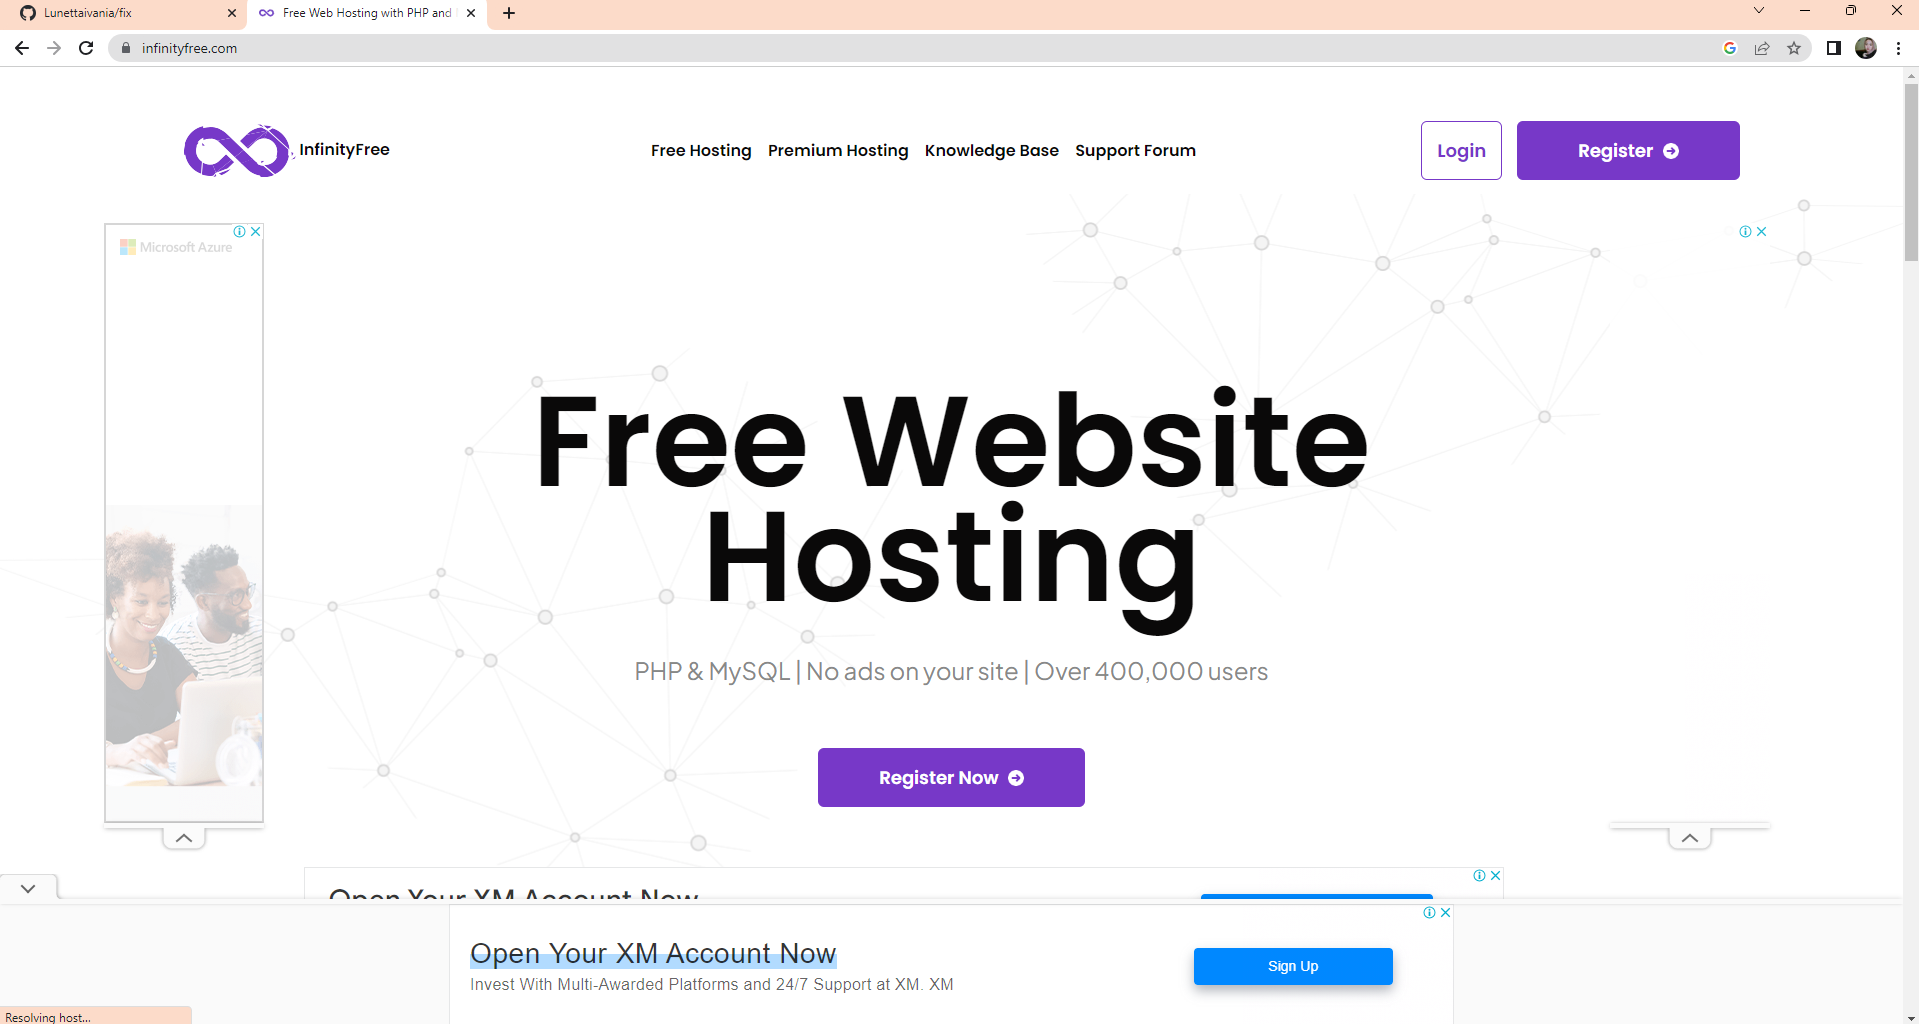 Lunettaivania/fix
Free Web Hosting with PHP and
infinityfree.com
InfinityFree
Free Hosting Premium Hosting Knowledge Base Support Forum
Login
Register
Microsoft Azure
Free Website
Hosting
PHP & MySQL | No ads on your site | Over 400,000 users
Register Now
Open Your XM Account Now
Open Your XM Account Now
Invest With Multi-Awarded Platforms and 24/7 Support at XM. XM
Sign Up
Resolving host...